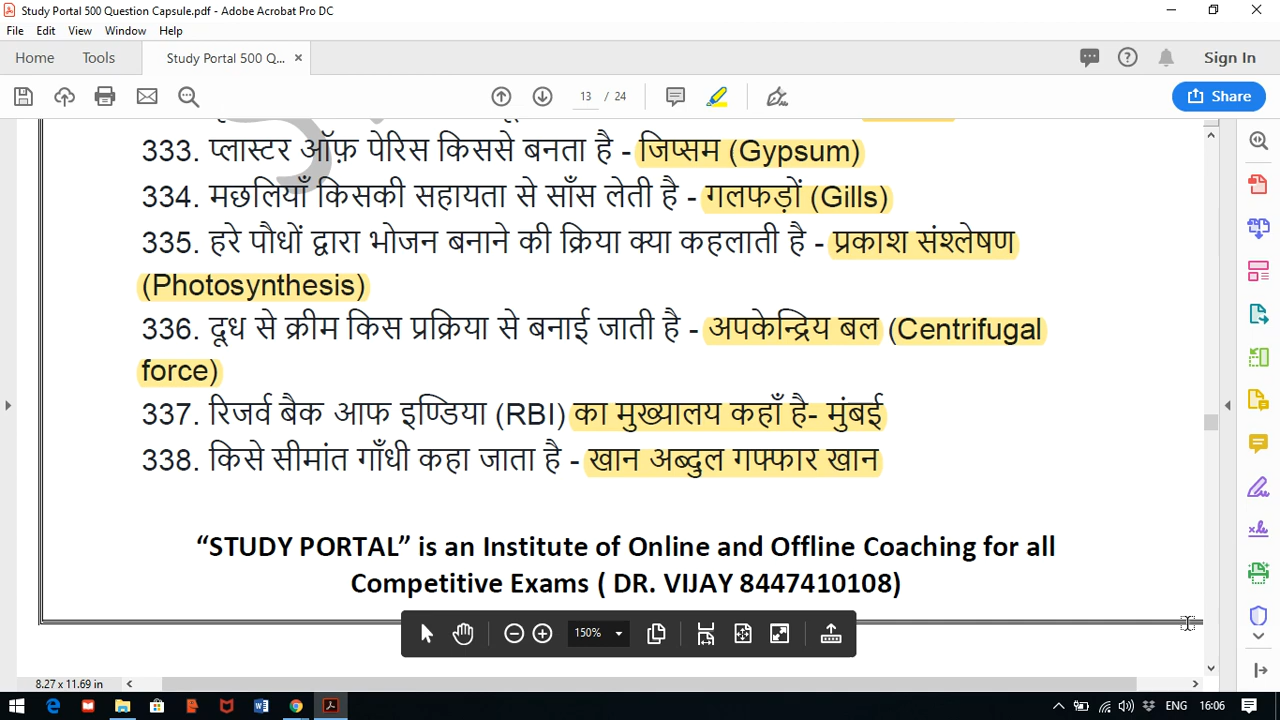 Study Portal 500 Question Capsule.pdf - Adobe Acrobat Pro DC
File Edit View Window Help
Home Tools Study Portal 500 Q... × Sign In
13 / 24 Share
333. प्लास्टर ऑफ़ पेरिस किससे बनता है - जिप्सम (Gypsum)
334. मछलियाँ किसकी सहायता से साँस लेती है - गलफड़ों (Gills)
335. हरे पौधों द्वारा भोजन बनाने की क्रिया क्या कहलाती है - प्रकाश संश्लेषण
(Photosynthesis)
336. दूध से क्रीम किस प्रक्रिया से बनाई जाती है - अपकेन्द्रिय बल (Centrifugal
force)
337. रिजर्व बैक आफ इण्डिया (RBI) का मुख्यालय कहाँ है- मुंबई
338. किसे सीमांत गाँधी कहा जाता है - खान अब्दुल गफ्फार खान
“STUDY PORTAL” is an Institute of Online and Offline Coaching for all
Competitive Exams ( DR. VIJAY 8447410108)
150%
8.27 x 11.69 in
ENG 16:06